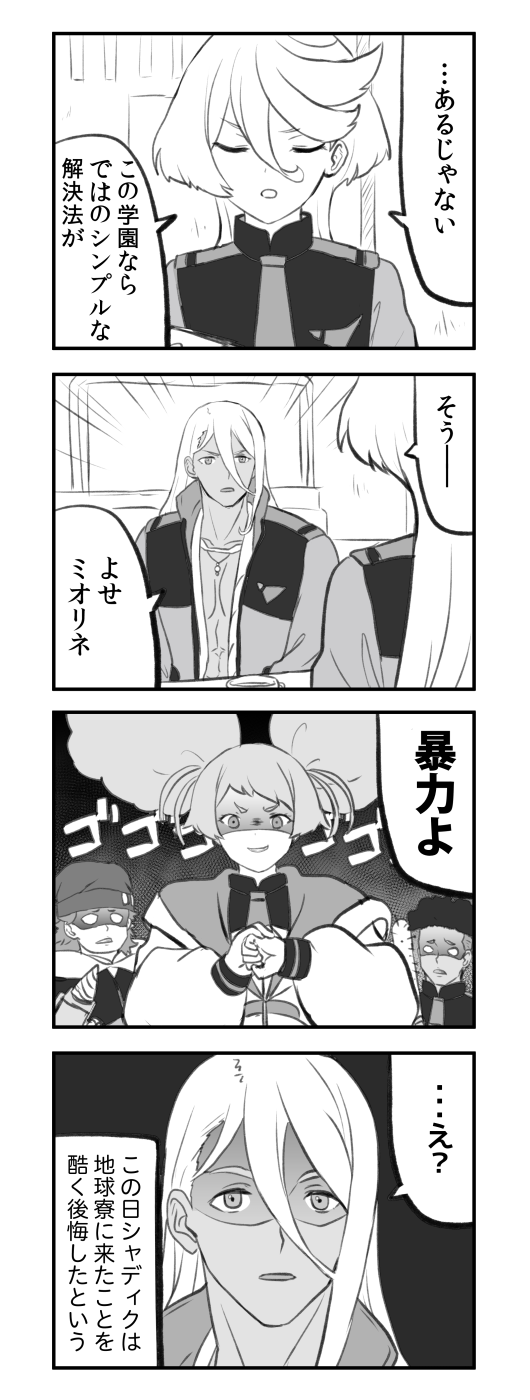 …あるじゃない
この学園なら
ではのシンプルな
解決法が
そう──
よせ
ミオリネ
暴力よ
ゴゴゴゴゴ
…え?
この日シャディクは
地球寮に来たことを
酷く後悔したという